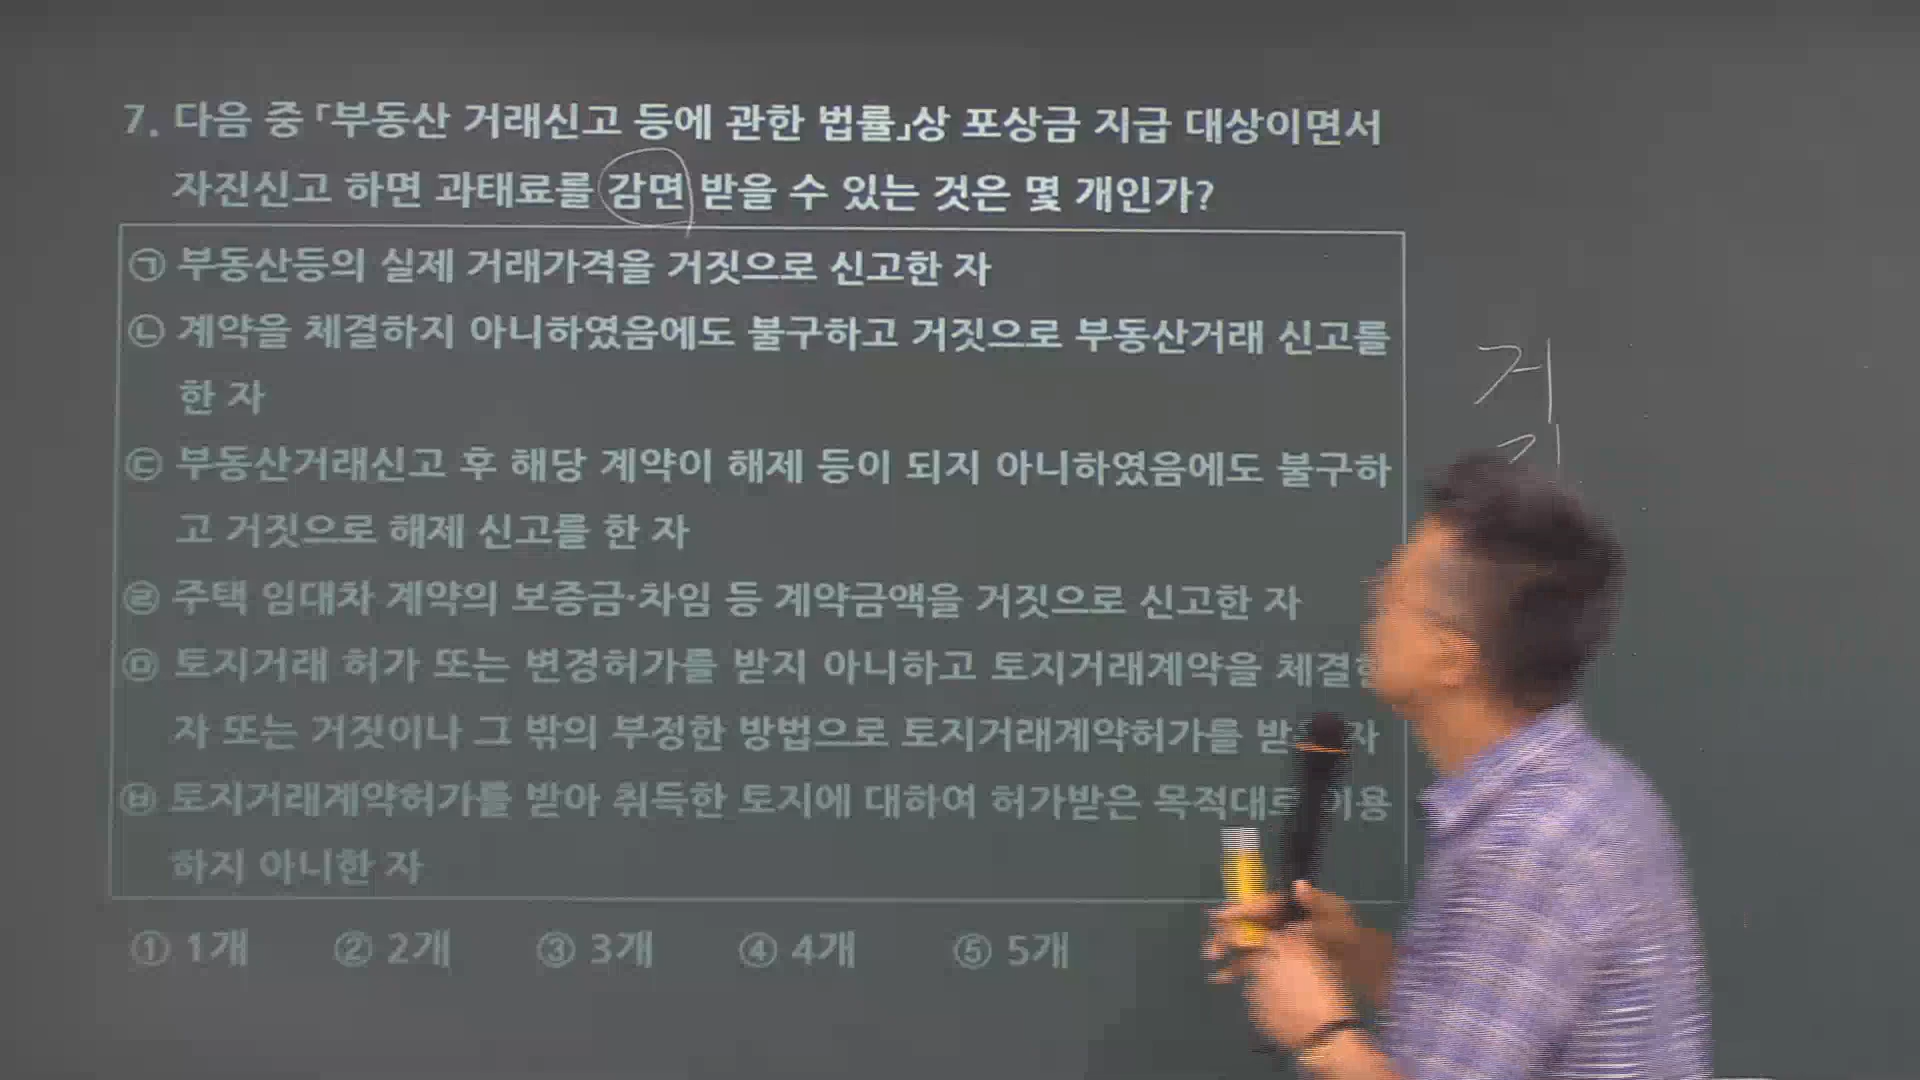 7. 다음 중 「부동산 거래신고 등에 관한 법률」상 포상금 지급 대상이면서
자진신고 하면 과태료를 감면 받을 수 있는 것은 몇 개인가?
㉠ 부동산등의 실제 거래가격을 거짓으로 신고한 자
㉡ 계약을 체결하지 아니하였음에도 불구하고 거짓으로 부동산거래 신고를
한 자
㉢ 부동산거래신고 후 해당 계약이 해제 등이 되지 아니하였음에도 불구하
고 거짓으로 해제 신고를 한 자
㉣ 주택 임대차 계약의 보증금·차임 등 계약금액을 거짓으로 신고한 자
㉤ 토지거래 허가 또는 변경허가를 받지 아니하고 토지거래계약을
자 또는 거짓이나 그 밖의 부정한 방법으로 토지거래계약허가를 자
㉥ 토지거래계약허가를 받아 취득한 토지에 대하여 허가받은 목적대로 이용
하지 아니한 자
① 1개 ② 2개 ③ 3개 ④ 4개 ⑤ 5개
거